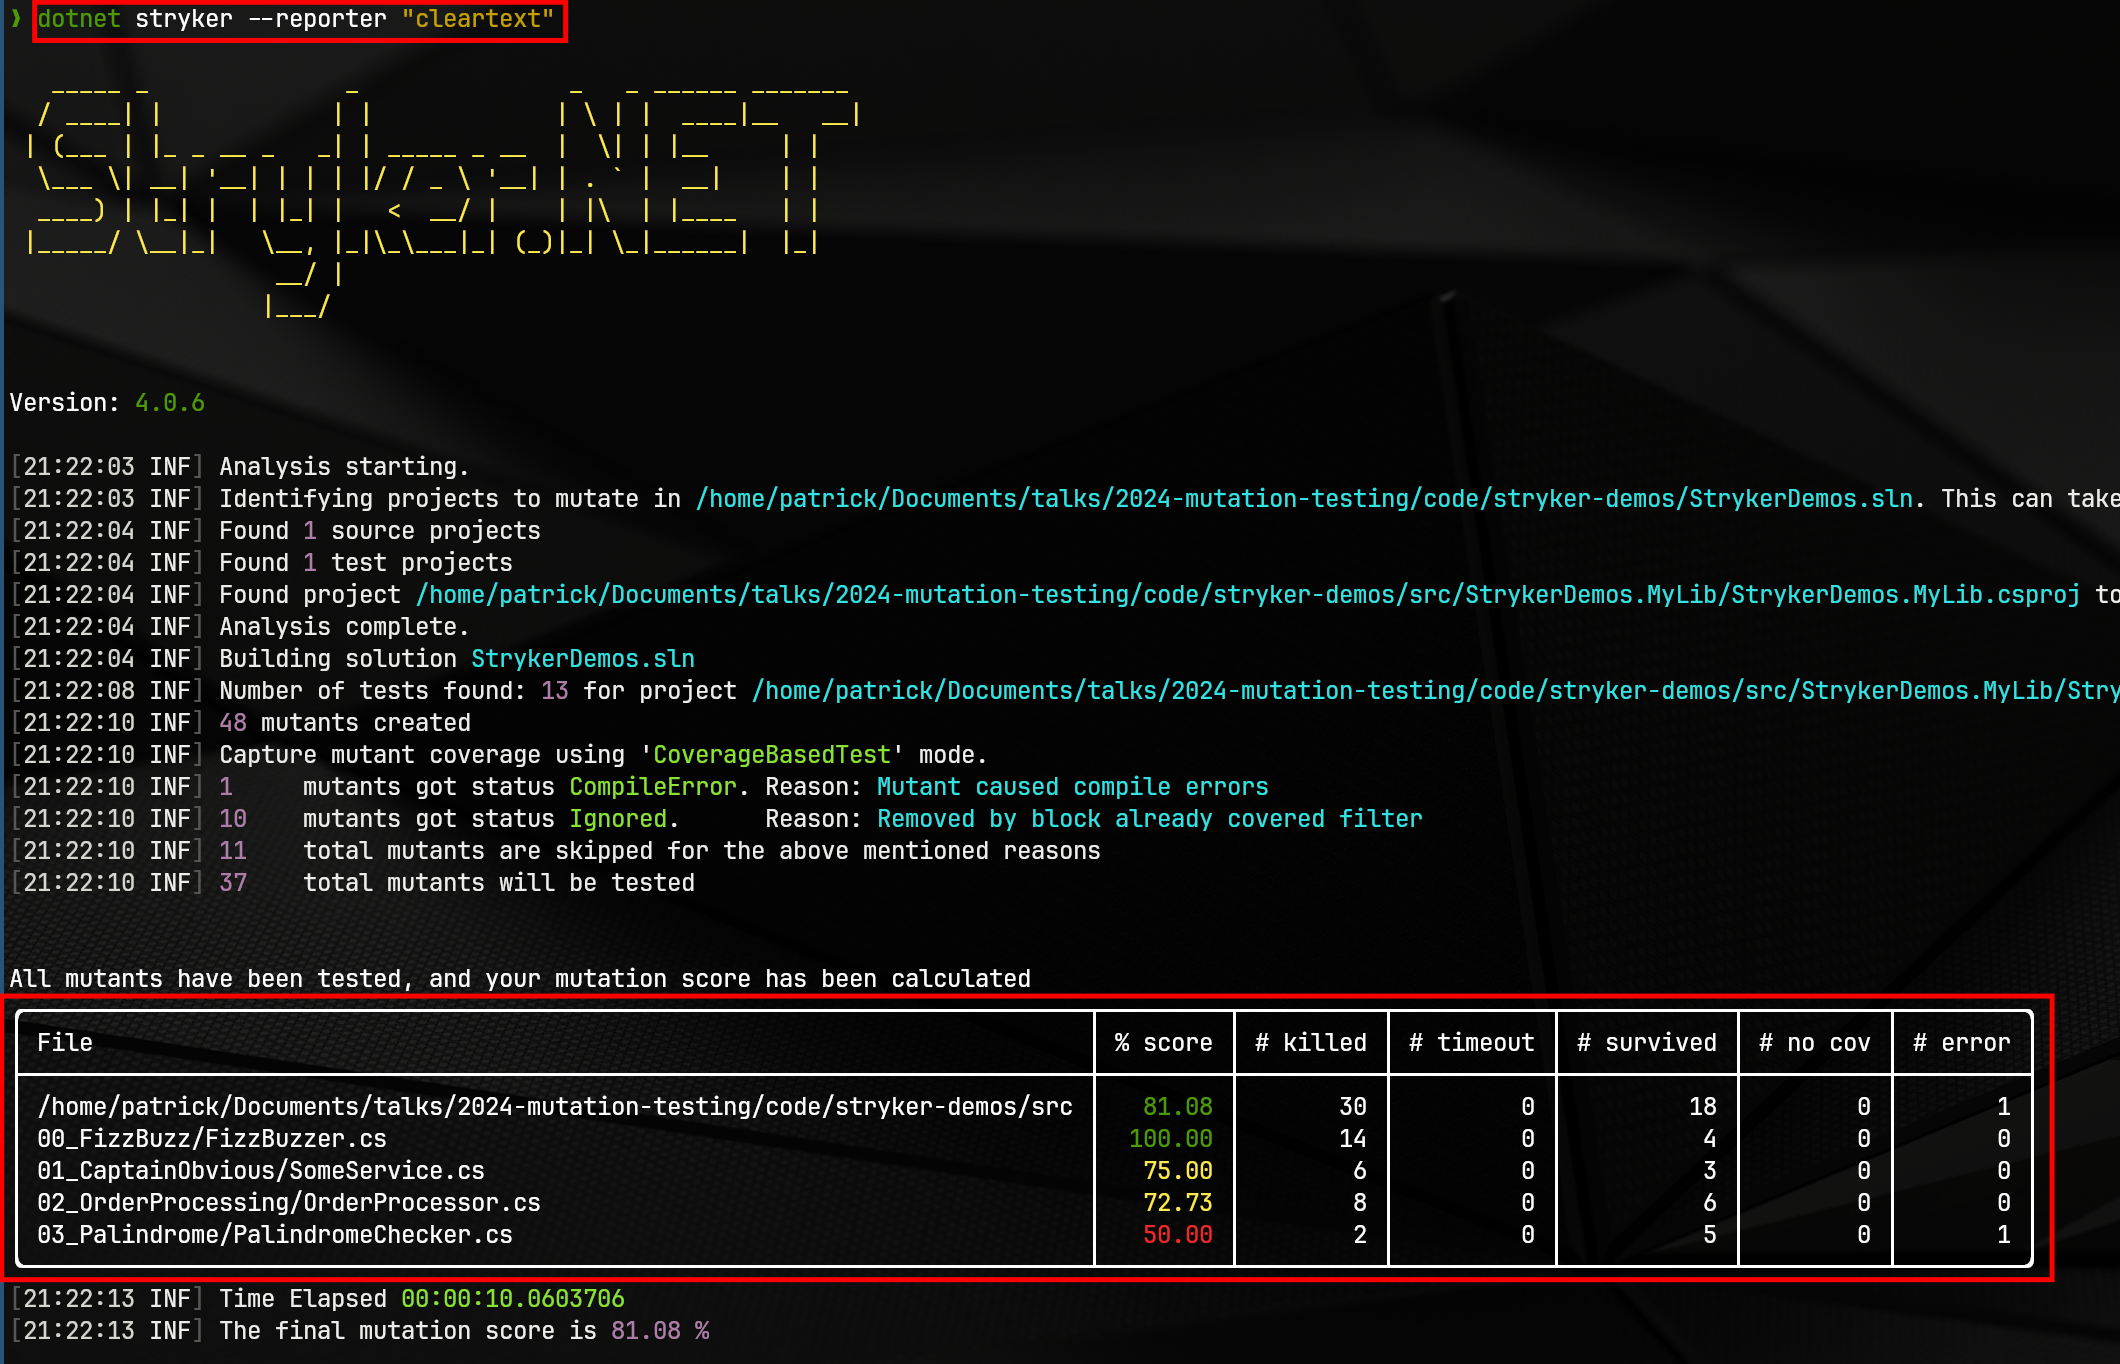 ❱ dotnet stryker --reporter "cleartext"
Stryker.NET
Version: 4.0.6
[21:22:03 INF] Analysis starting.
[21:22:03 INF] Identifying projects to mutate in /home/patrick/Documents/talks/2024-mutation-testing/code/stryker-demos/StrykerDemos.sln. This can take
[21:22:04 INF] Found 1 source projects
[21:22:04 INF] Found 1 test projects
[21:22:04 INF] Found project /home/patrick/Documents/talks/2024-mutation-testing/code/stryker-demos/src/StrykerDemos.MyLib/StrykerDemos.MyLib.csproj to
[21:22:04 INF] Analysis complete.
[21:22:04 INF] Building solution StrykerDemos.sln
[21:22:08 INF] Number of tests found: 13 for project /home/patrick/Documents/talks/2024-mutation-testing/code/stryker-demos/src/StrykerDemos.MyLib/Stry
[21:22:10 INF] 48 mutants created
[21:22:10 INF] Capture mutant coverage using 'CoverageBasedTest' mode.
[21:22:10 INF] 1 mutants got status CompileError. Reason: Mutant caused compile errors
[21:22:10 INF] 10 mutants got status Ignored. Reason: Removed by block already covered filter
[21:22:10 INF] 11 total mutants are skipped for the above mentioned reasons
[21:22:10 INF] 37 total mutants will be tested
All mutants have been tested, and your mutation score has been calculated
File % score # killed # timeout # survived # no cov # error
/home/patrick/Documents/talks/2024-mutation-testing/code/stryker-demos/src 81.08 30 0 18 0 1
00_FizzBuzz/FizzBuzzer.cs 100.00 14 0 4 0 0
01_CaptainObvious/SomeService.cs 75.00 6 0 3 0 0
02_OrderProcessing/OrderProcessor.cs 72.73 8 0 6 0 0
03_Palindrome/PalindromeChecker.cs 50.00 2 0 5 0 1
[21:22:13 INF] Time Elapsed 00:00:10.0603706
[21:22:13 INF] The final mutation score is 81.08 %